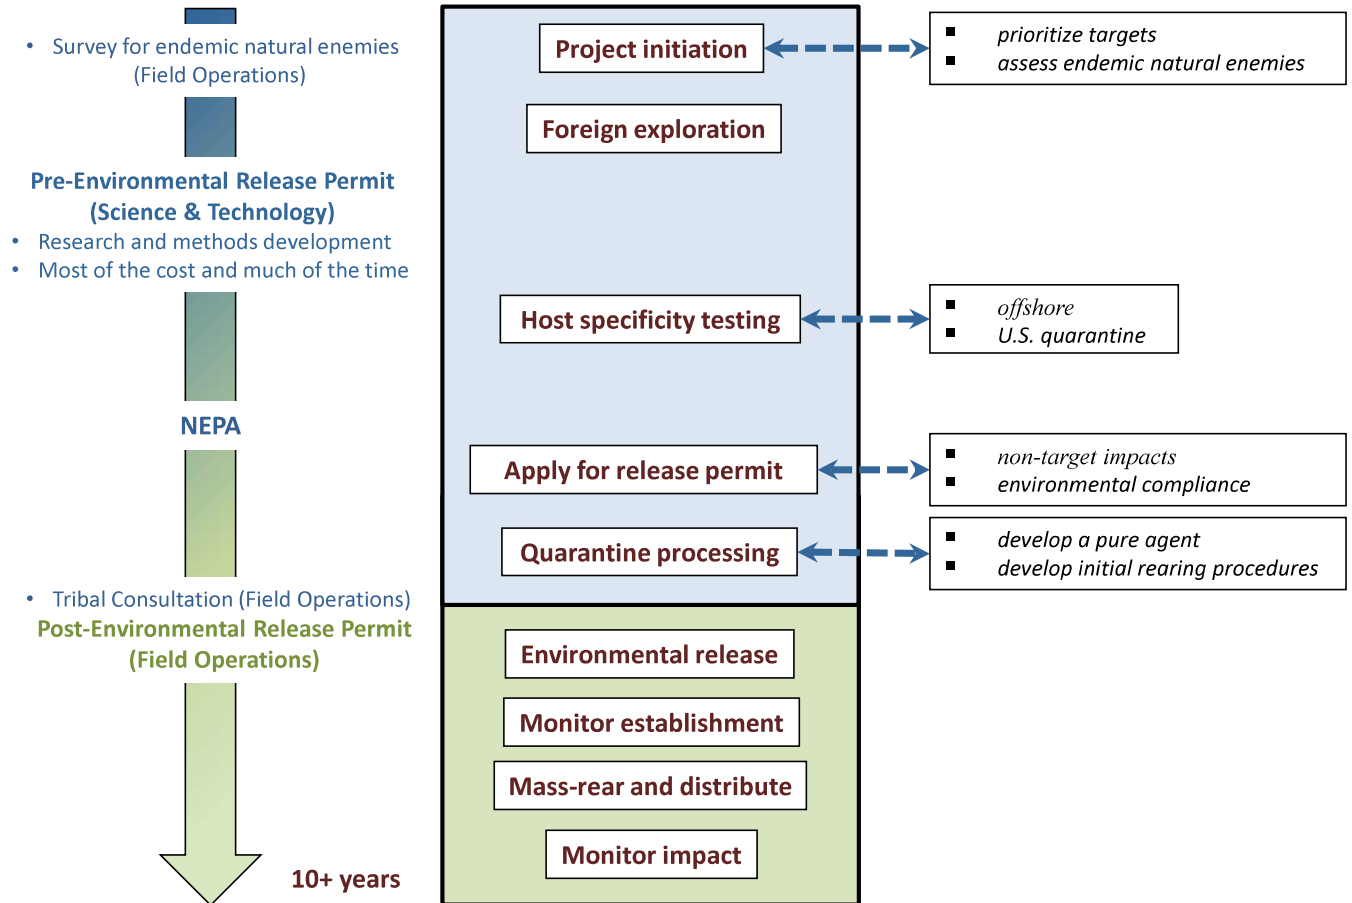 • Survey for endemic natural enemies
(Field Operations)
Pre-Environmental Release Permit
(Science & Technology)
• Research and methods development
• Most of the cost and much of the time
NEPA
• Tribal Consultation (Field Operations)
Post-Environmental Release Permit
(Field Operations)
10+ years
Project initiation
Foreign exploration
Host specificity testing
Apply for release permit
Quarantine processing
Environmental release
Monitor establishment
Mass-rear and distribute
Monitor impact
▪ prioritize targets
▪ assess endemic natural enemies
▪ offshore
▪ U.S. quarantine
▪ non-target impacts
▪ environmental compliance
▪ develop a pure agent
▪ develop initial rearing procedures